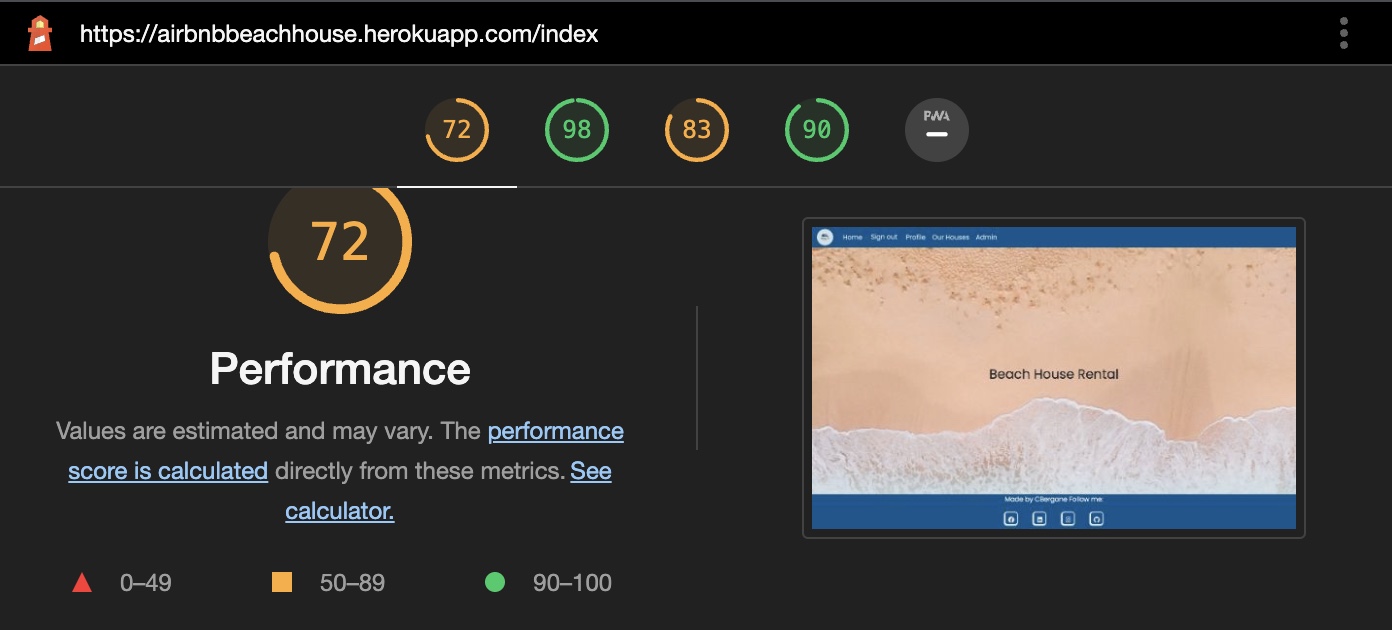 https://airbnbbeachhouse.herokuapp.com/index
72
98
83
90
PWA
72
Performance
Values are estimated and may vary. The performance
score is calculated directly from these metrics. See
calculator.
0–49
50–89
90–100
Home Sign out Profile Our Houses Admin
Beach House Rental
Made by CBergane Follow me: